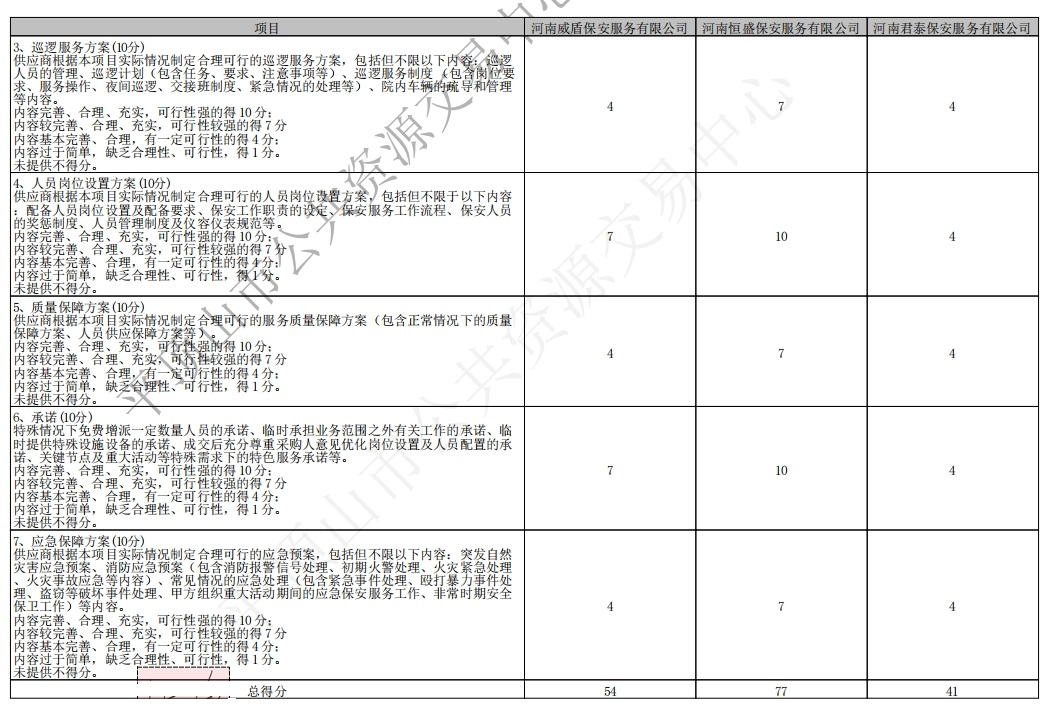 项目 河南威盾保安服务有限公司 河南恒盛保安服务有限公司 河南君泰保安服务有限公司
3、巡逻服务方案(10分)
供应商根据本项目实际情况制定合理可行的巡逻服务方案，包括但不限以下内容：巡逻
人员的管理、巡逻计划（包含任务、要求、注意事项等）、巡逻服务制度（包含岗位要
求、服务操作、夜间巡逻、交接班制度、紧急情况的处理等）、院内车辆的疏导和管理
等内容。
内容完善、合理、充实，可行性强的得10分；
内容较完善、合理、充实，可行性较强的得7分
内容基本完善、合理，有一定可行性的得4分；
内容过于简单，缺乏合理性、可行性，得1分。
未提供不得分。
4 7 4
4、人员岗位设置方案(10分)
供应商根据本项目实际情况制定合理可行的人员岗位设置方案，包括但不限于以下内容
：配备人员岗位设置及配备要求、保安工作职责的设定、保安服务工作流程、保安人员
的奖惩制度、人员管理制度及仪容仪表规范等。
内容完善、合理、充实，可行性强的得10分；
内容较完善、合理、充实，可行性较强的得7分
内容基本完善、合理，有一定可行性的得4分；
内容过于简单，缺乏合理性、可行性，得1分。
未提供不得分。
7 10 4
5、质量保障方案(10分)
供应商根据本项目实际情况制定合理可行的服务质量保障方案（包含正常情况下的质量
保障方案、人员供应保障方案等）。
内容完善、合理、充实，可行性强的得10分；
内容较完善、合理、充实，可行性较强的得7分
内容基本完善、合理，有一定可行性的得4分；
内容过于简单，缺乏合理性、可行性，得1分。
未提供不得分。
4 7 4
6、承诺(10分)
特殊情况下免费增派一定数量人员的承诺、临时承担业务范围之外有关工作的承诺、临
时提供特殊设施设备的承诺、成交后充分尊重采购人意见优化岗位设置及人员配置的承
诺、关键节点及重大活动等特殊需求下的特色服务承诺等。
内容完善、合理、充实，可行性强的得10分；
内容较完善、合理、充实，可行性较强的得7分
内容基本完善、合理，有一定可行性的得4分；
内容过于简单，缺乏合理性、可行性，得1分。
未提供不得分。
7 10 4
7、应急保障方案(10分)
供应商根据本项目实际情况制定合理可行的应急预案，包括但不限以下内容：突发自然
灾害应急预案、消防应急预案（包含消防报警信号处理、初期火警处理、火灾紧急处理
、火灾事故应急等内容）、常见情况的应急处理（包含紧急事件处理、殴打暴力事件处
理、盗窃等破坏事件处理、甲方组织重大活动期间的应急保安服务工作、非常时期安全
保卫工作）等内容。
内容完善、合理、充实，可行性强的得10分；
内容较完善、合理、充实，可行性较强的得7分
内容基本完善、合理，有一定可行性的得4分；
内容过于简单，缺乏合理性、可行性，得1分。
未提供不得分。
4 7 4
总得分 54 77 41
平顶山市公共资源交易中心
平顶山市公共资源交易中心